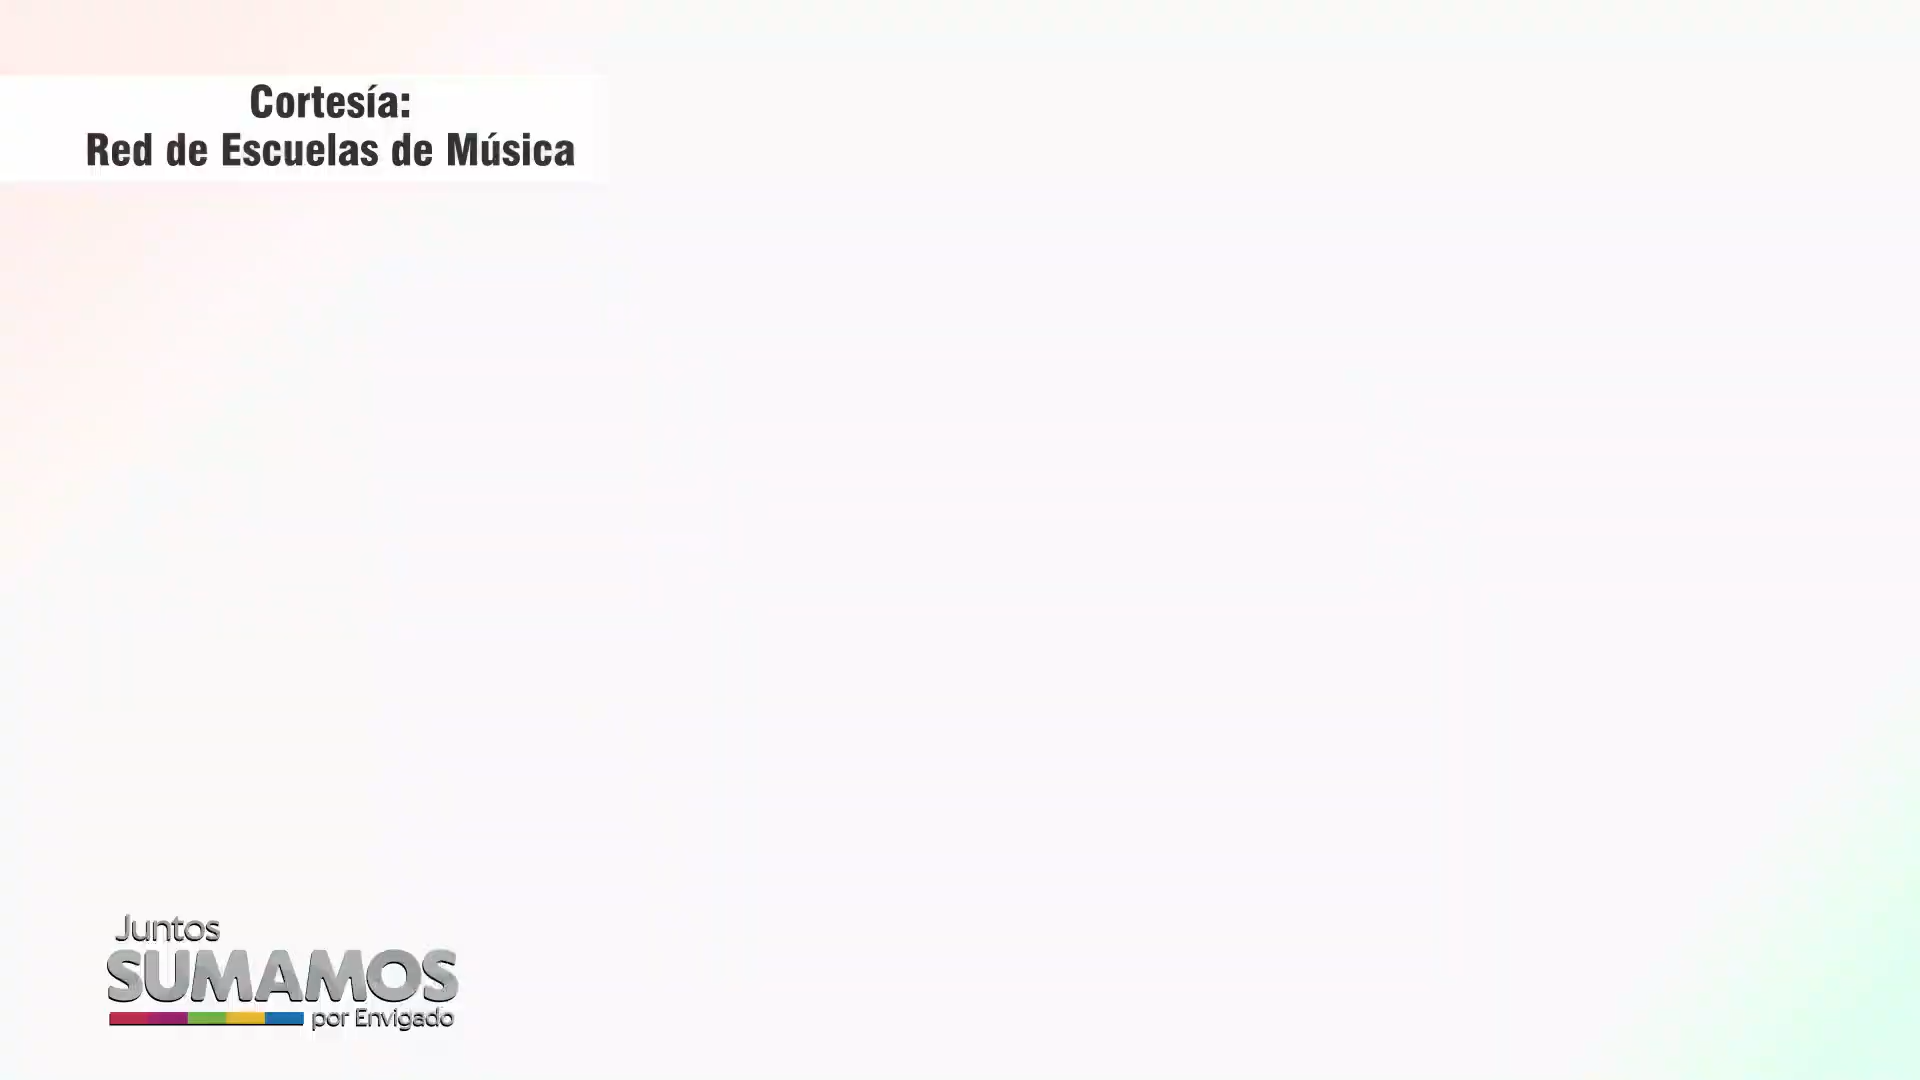 Cortesía:
Red de Escuelas de Música
Juntos
SUMAMOS
por Envigado